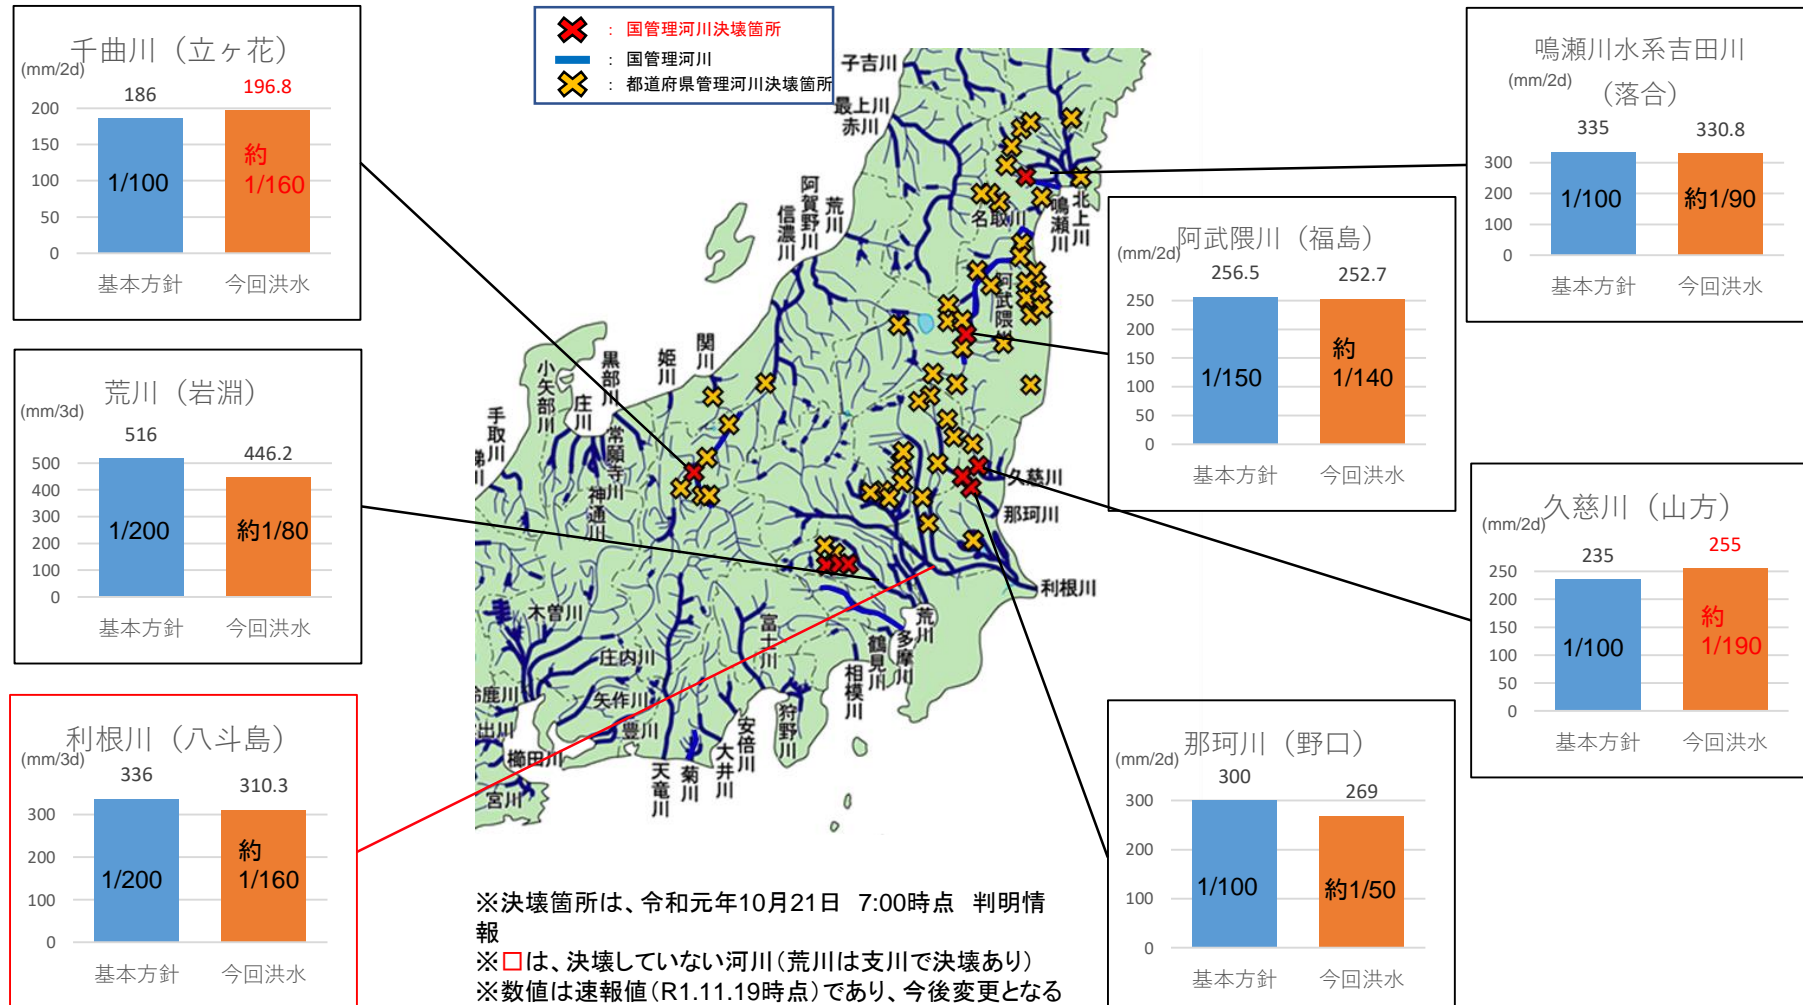 千曲川（立ヶ花）
(mm/2d)
186
196.8
200
150
100
50
0
1/100
約
1/160
基本方針
今回洪水
荒川（岩淵）
(mm/3d)
516
446.2
500
400
300
200
100
0
1/200
約1/80
基本方針
今回洪水
利根川（八斗島）
(mm/3d)
336
310.3
300
200
100
0
1/200
約
1/160
基本方針
今回洪水
： 国管理河川決壊箇所
： 国管理河川
： 都道府県管理河川決壊箇所
子吉川
最上川
赤川
荒川
阿賀野川
信濃川
関川
姫川
黒部川
小矢部川
庄川
常願寺川
神通川
手取川
梯川
名取川
鳴瀬川
北上川
阿武隈川
久慈川
那珂川
利根川
荒川
多摩川
鶴見川
相模川
富士川
狩野川
安倍川
大井川
菊川
天竜川
木曽川
庄内川
矢作川
豊川
鈴鹿川
出川
櫛田川
宮川
※決壊箇所は、令和元年10月21日 7:00時点 判明情
報
※□は、決壊していない河川（荒川は支川で決壊あり）
※数値は速報値（R1.11.19時点）であり、今後変更となる
鳴瀬川水系吉田川
（落合）
(mm/2d)
335
330.8
300
200
100
0
1/100
約1/90
基本方針
今回洪水
阿武隈川（福島）
(mm/2d)
256.5
252.7
250
200
150
100
50
0
1/150
約
1/140
基本方針
今回洪水
久慈川（山方）
(mm/2d)
235
255
250
200
150
100
50
0
1/100
約
1/190
基本方針
今回洪水
那珂川（野口）
(mm/2d)
300
269
300
200
200
100
100
0
1/100
約1/50
基本方針
今回洪水